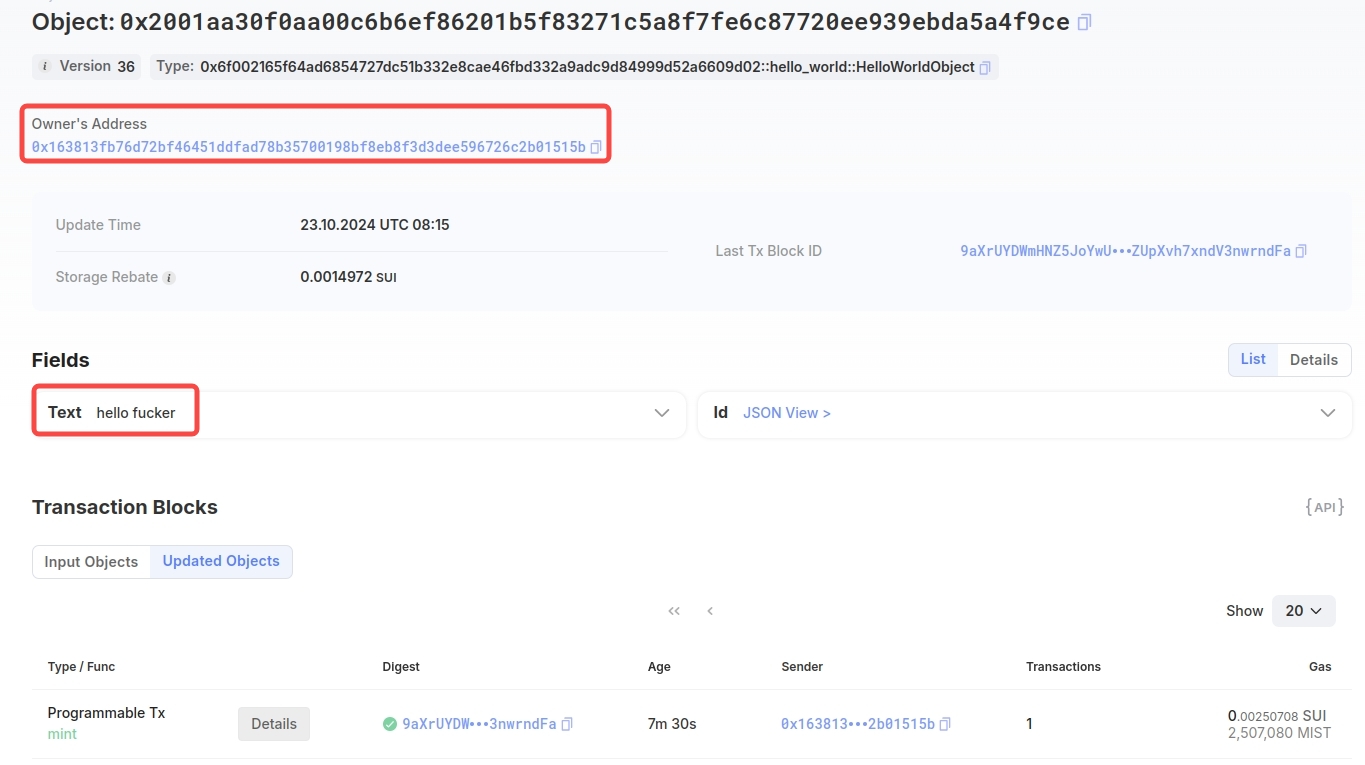 Object: 0x2001aa30f0aa00c6b6ef86201b5f83271c5a8f7fe6c87720ee939ebda5a4f9ce
i Version 36 Type: 0x6f002165f64ad6854727dc51b332e8cae46fbd332a9adc9d84999d52a6609d02::hello_world::HelloWorldObject
Owner's Address
0x163813fb76d72bf46451ddfad78b35700198bf8eb8f3d3dee596726c2b01515b
Update Time 23.10.2024 UTC 08:15
Last Tx Block ID 9aXrUYDWmHNZ5JoYwU•••ZUpXvh7xndV3nwrndFa
Storage Rebate i 0.0014972 SUI
Fields
List Details
Text hello fucker
Id JSON View >
Transaction Blocks
{API}
Input Objects Updated Objects
<< < Show 20
Type / Func Digest Age Sender Transactions Gas
Programmable Tx
mint
Details 9aXrUYDW•••3nwrndFa 7m 30s 0x163813•••2b01515b 1
0.00250708 SUI
2,507,080 MIST